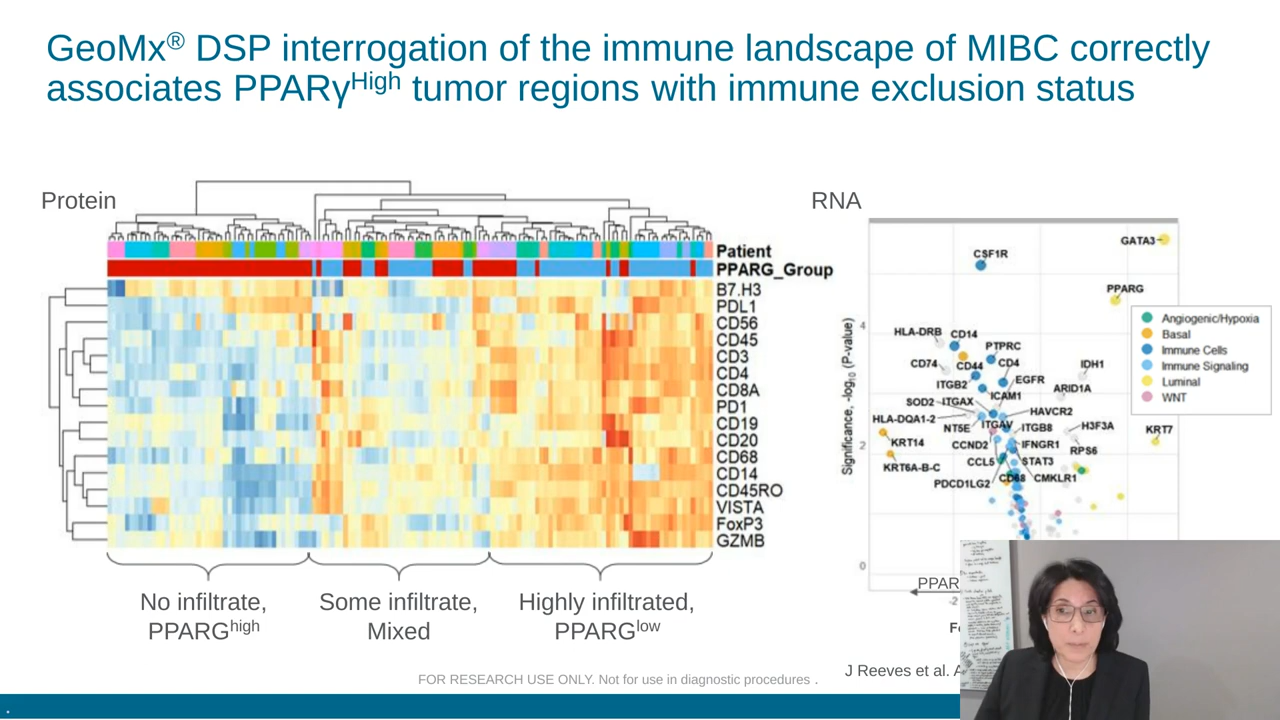 GeoMx® DSP interrogation of the immune landscape of MIBC correctly
associates PPARγHigh tumor regions with immune exclusion status
Protein
Patient
PPARG_Group
B7.H3
PDL1
CD56
CD45
CD3
CD4
CD8A
PD1
CD19
CD20
CD68
CD14
CD45RO
VISTA
FoxP3
GZMB
No infiltrate,
PPARGhigh
Some infiltrate,
Mixed
Highly infiltrated,
PPARGlow
RNA
Significance, -log10 (P-value)
4
2
0
GATA3
CSF1R
PPARG
HLA-DRB
CD14
PTPRC
CD74
CD44
CD4
IDH1
ITGB2
EGFR
ARID1A
ICAM1
SOD2
ITGAX
HAVCR2
HLA-DQA1-2
NT5E
ITGAV
ITGB8
H3F3A
KRT7
KRT14
CCND2
IFNGR1
RPS6
KRT6A-B-C
CCL5
STAT3
PDCD1LG2
CD68
CMKLR1
Angiogenic/Hypoxia
Basal
Immune Cells
Immune Signaling
Luminal
WNT
PPAR
-2
J Reeves et al. A
FOR RESEARCH USE ONLY. Not for use in diagnostic procedures .
.